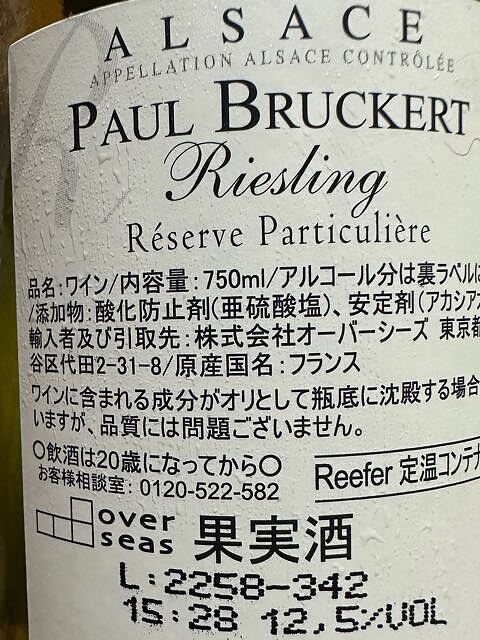 ALSACE
APPELLATION ALSACE CONTRÔLÉE
PAUL BRUCKERT
Riesling
Réserve Particulière
品名:ワイン/内容量:750ml/アルコール分は裏ラベルに
/添加物:酸化防止剤(亜硫酸塩)、安定剤(アカシア
輸入者及び引取先:株式会社オーバーシーズ 東京都
谷区代田2-31-8/原産国名:フランス
ワインに含まれる成分がオリとして瓶底に沈殿する場合
いますが、品質には問題ございません。
〇飲酒は20歳になってから〇
お客様相談室:0120-522-582
Reefer 定温コンテナ
over
seas
果実酒
L:2258-342
15:28 12,5%VOL